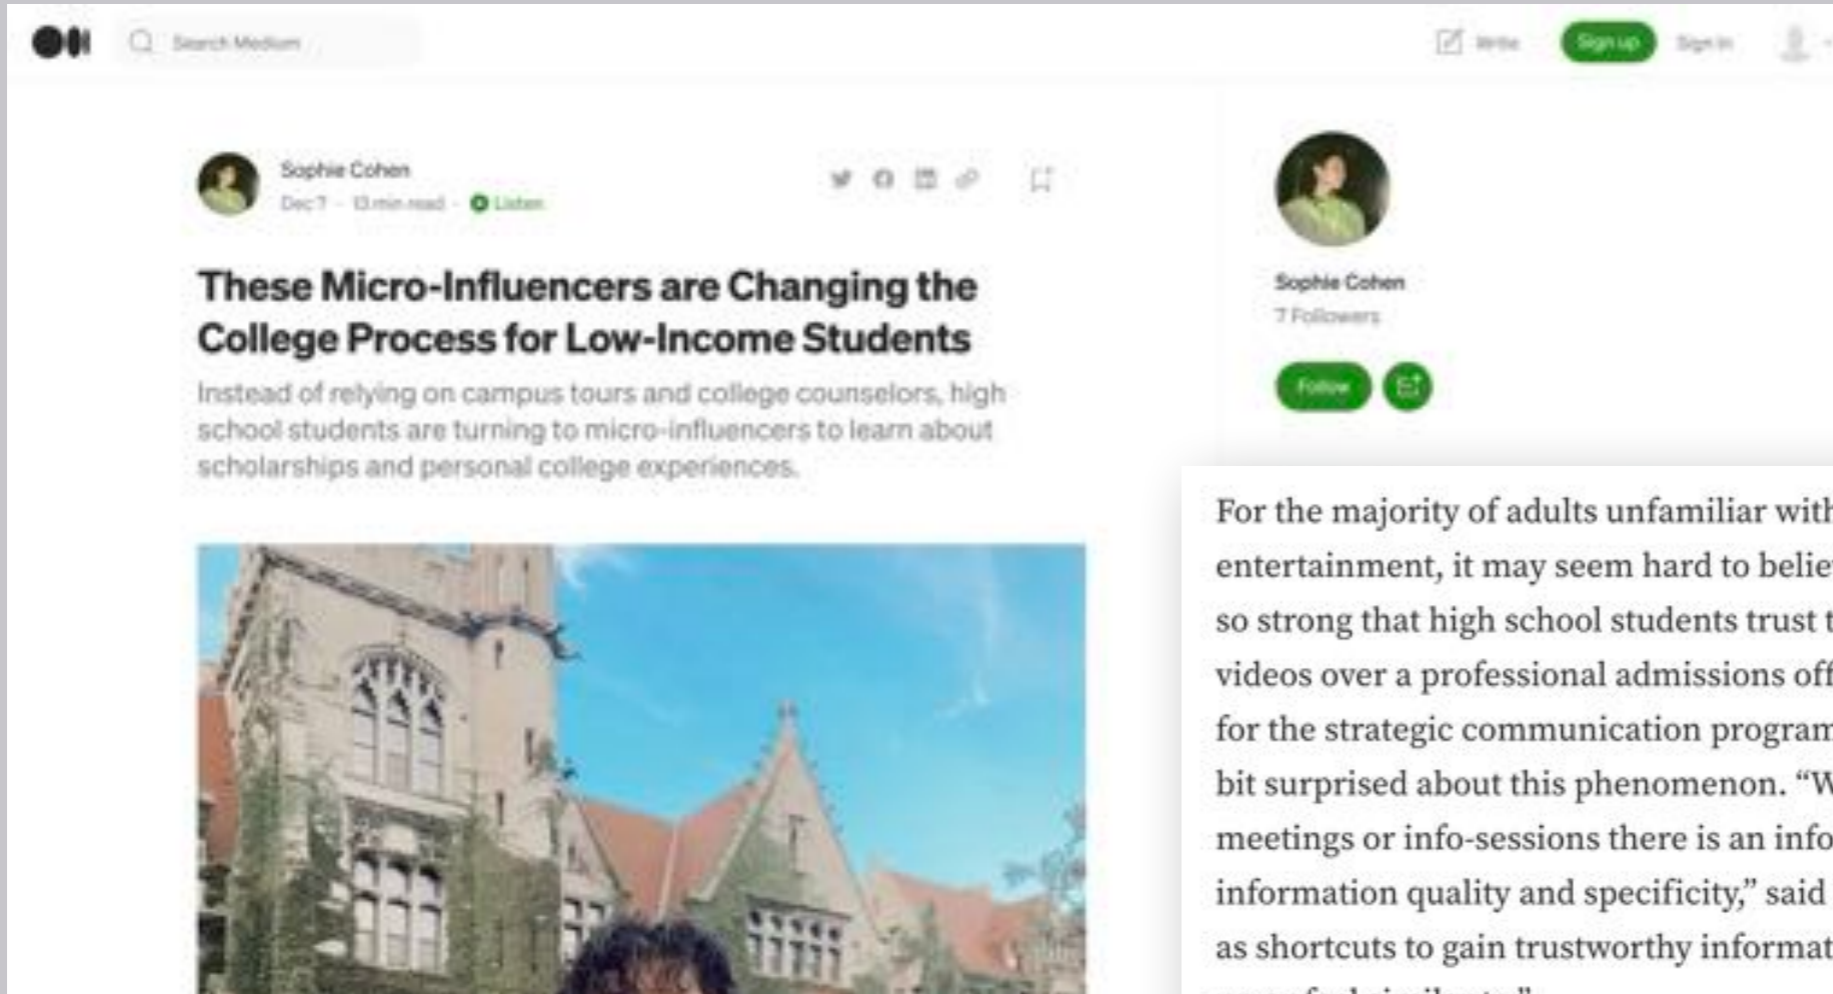 Search Medium
Write
Sign up
Sign In
Sophie Cohen
Dec 7 · 13 min read · Listen
These Micro-Influencers are Changing the
College Process for Low-Income Students
Instead of relying on campus tours and college counselors, high
school students are turning to micro-influencers to learn about
scholarships and personal college experiences.
Sophie Cohen
7 Followers
Follow
For the majority of adults unfamiliar with
entertainment, it may seem hard to belie
so strong that high school students trust t
videos over a professional admissions off
for the strategic communication program
bit surprised about this phenomenon. “W
meetings or info-sessions there is an info
information quality and specificity,” said
as shortcuts to gain trustworthy informat